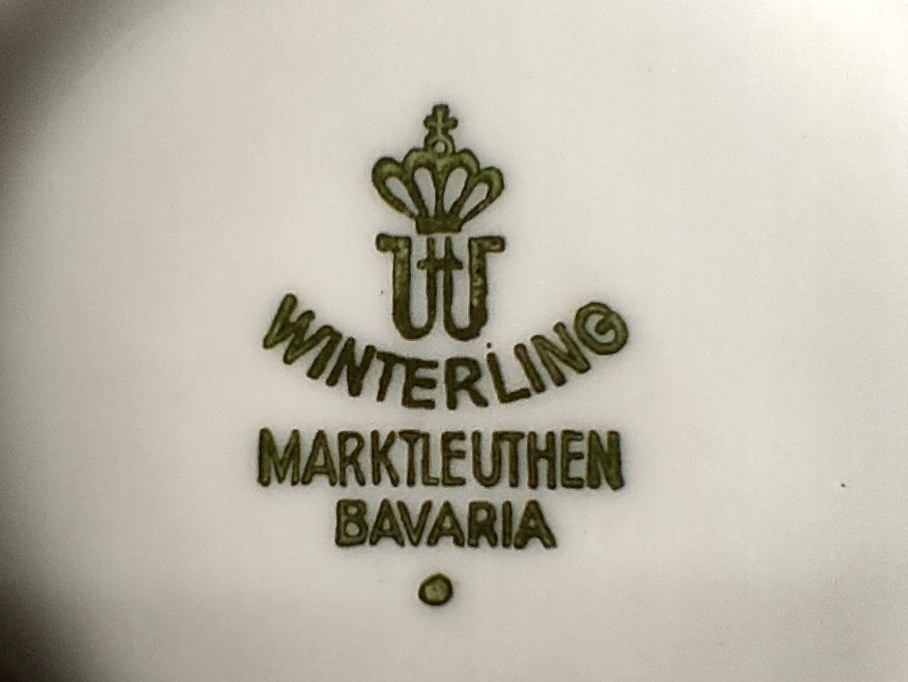 W
WINTERLING
MARKTLEUTHEN
BAVARIA